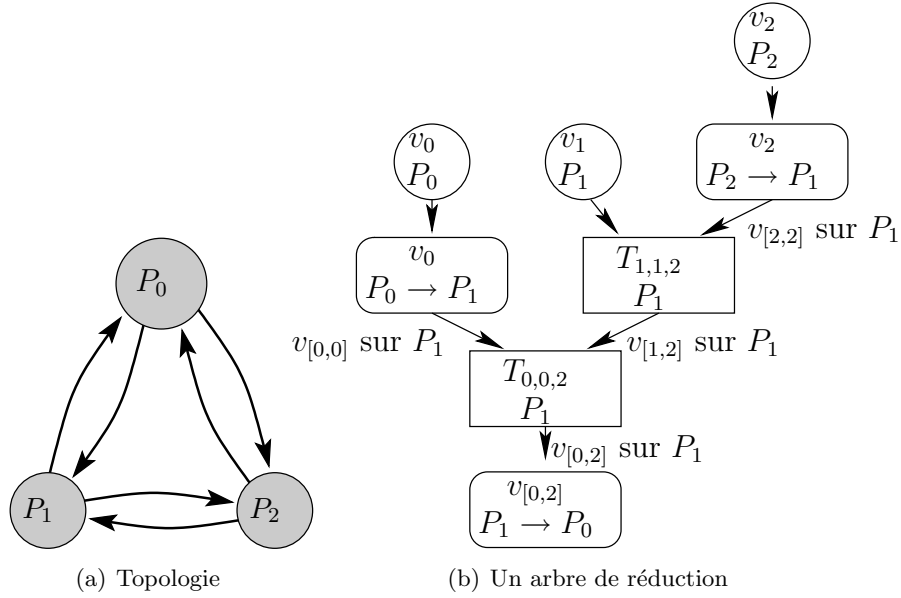 v₂
P₂
v₀
P₀
v₁
P₁
v₂
P₂ → P₁
v[2,2] sur P₁
v₀
P₀ → P₁
T₁,₁,₂
P₁
P₀
v[0,0] sur P₁
v[1,2] sur P₁
T₀,₀,₂
P₁
v[0,2] sur P₁
P₁
P₂
v[0,2]
P₁ → P₀
(a) Topologie
(b) Un arbre de réduction